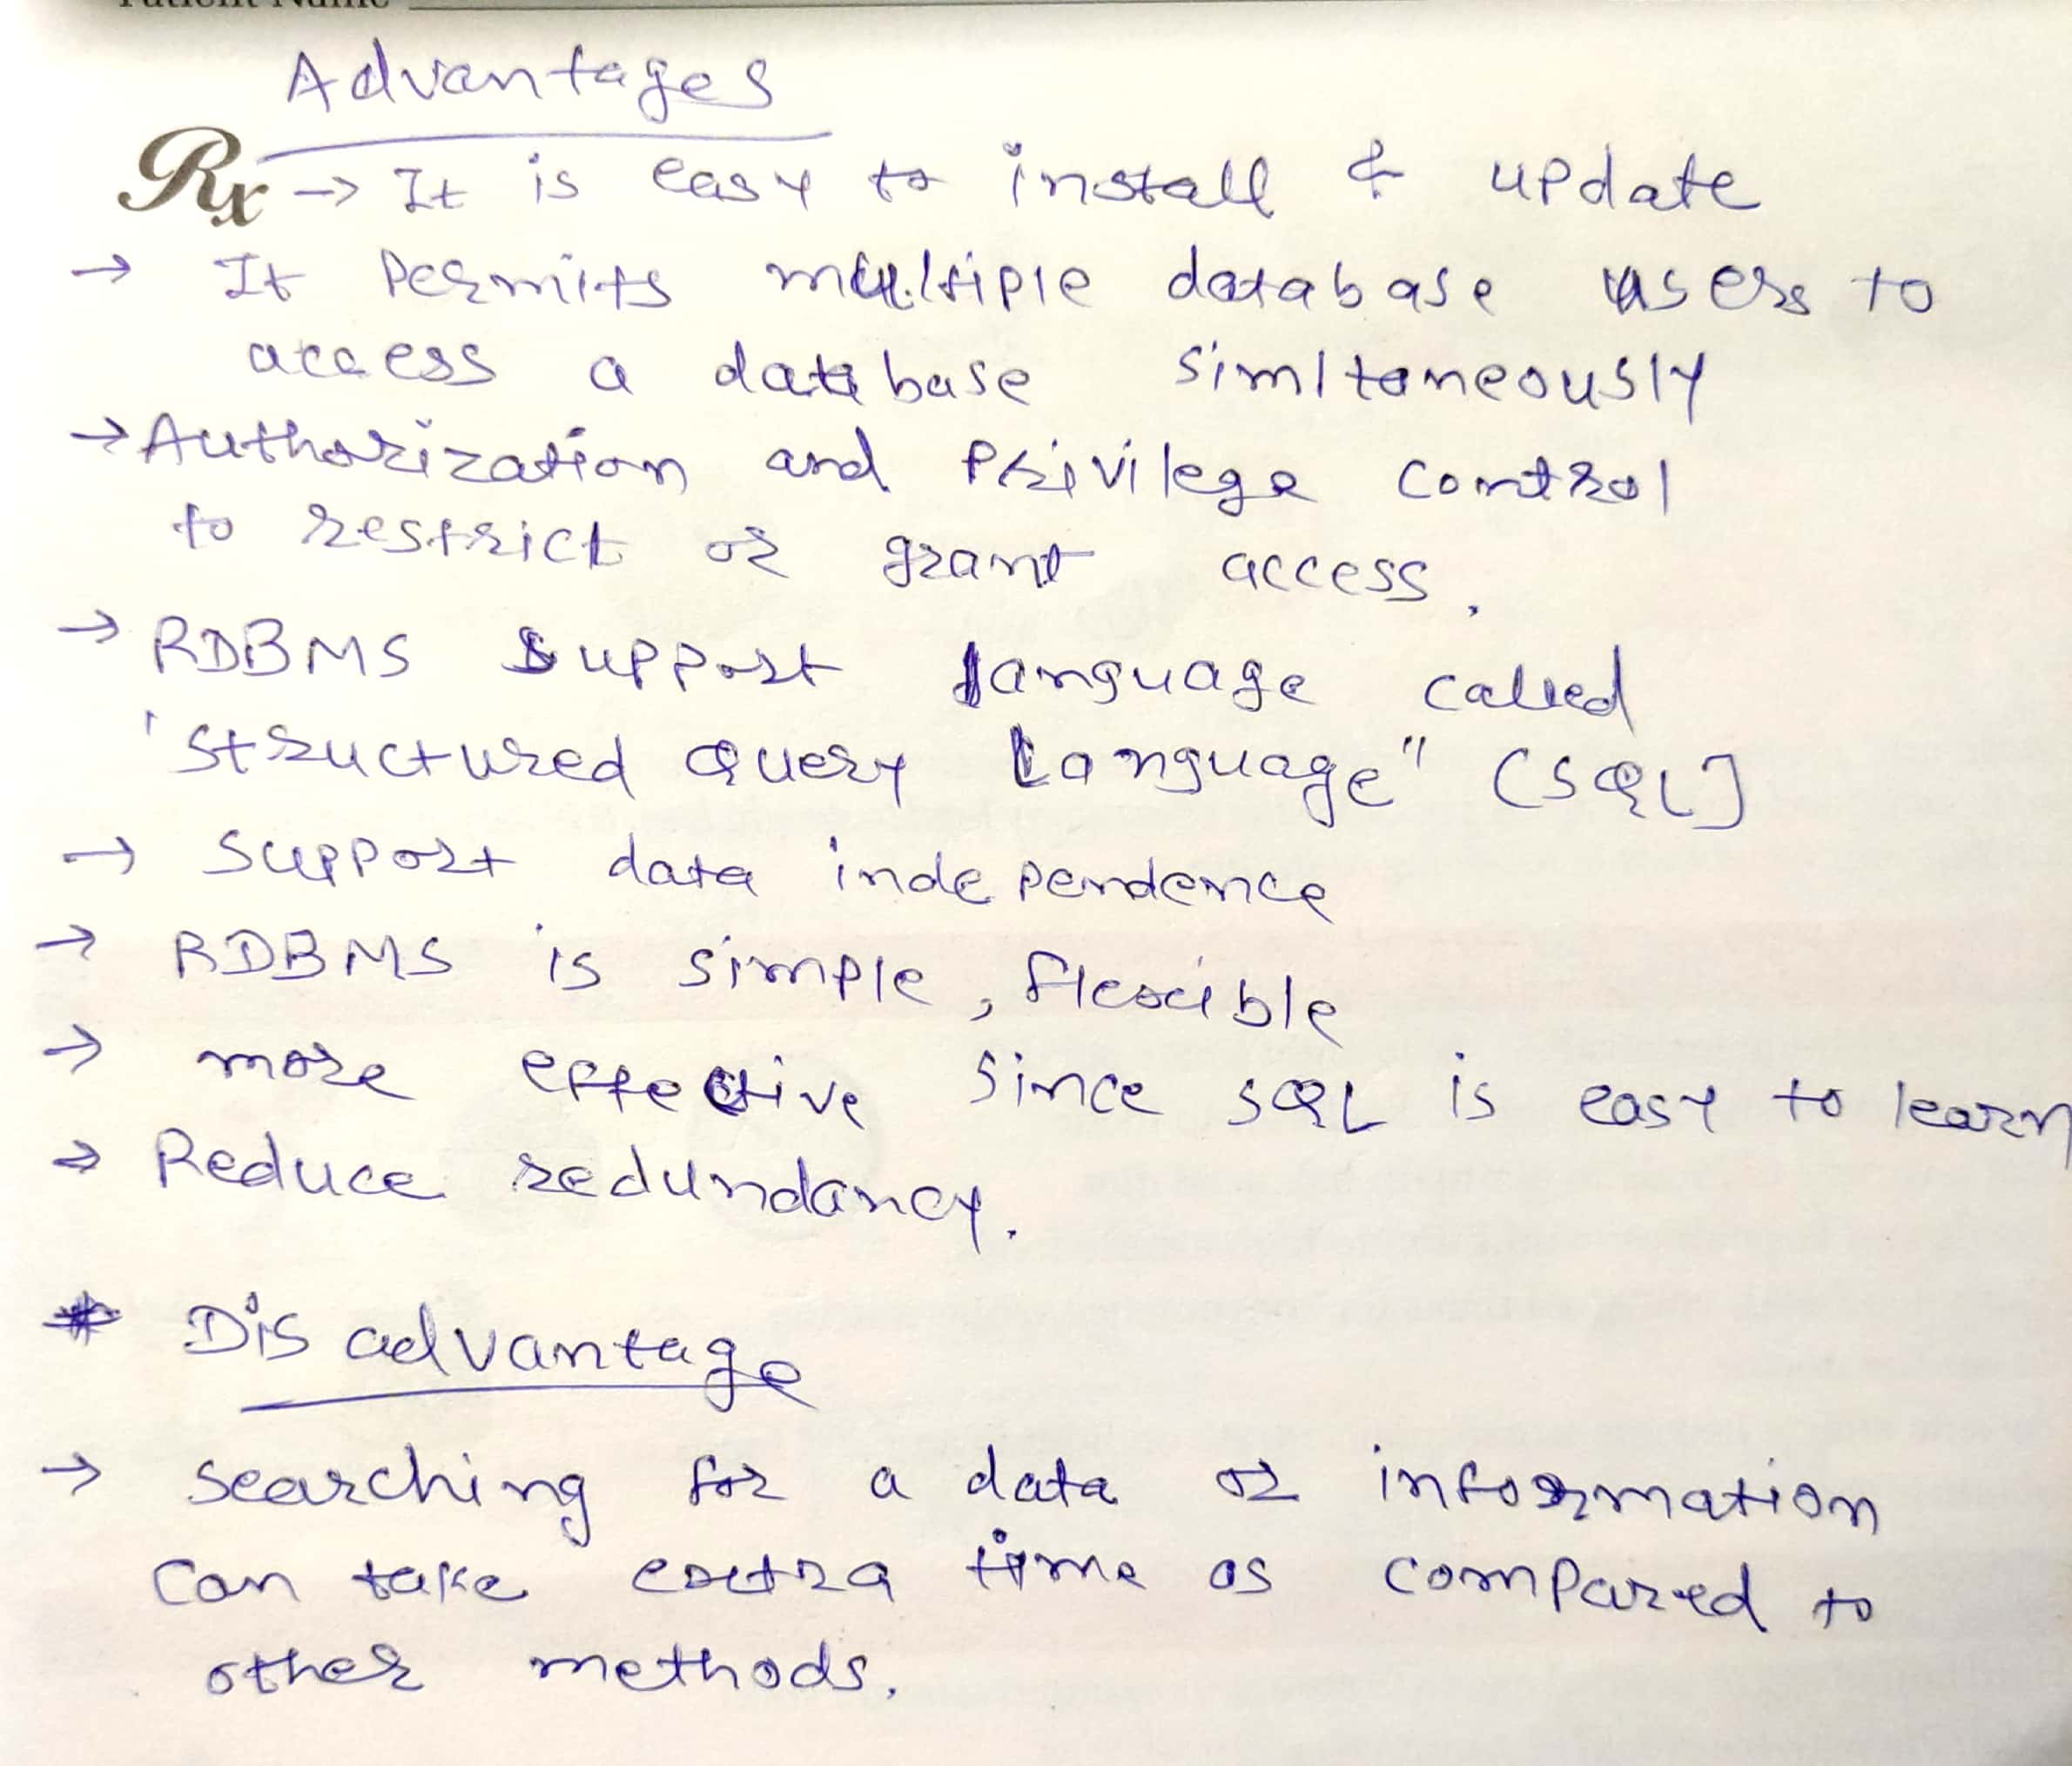 Patient Name
Advantages
Rx → It is easy to install & update
→ It Permits multiple database users to
access a database simltaneously
→ Authorization and Privilege control
to restrict or grant access.
→ RDBMS support language called
'structured Query Language" (SQL]
→ Support data independence
→ RDBMS is simple, flexible
→ more effective since SQL is easy to learn
→ Reduce redundancy.
* Disadvantage
→ searching for a data or information
can take extra time as compared to
other methods.